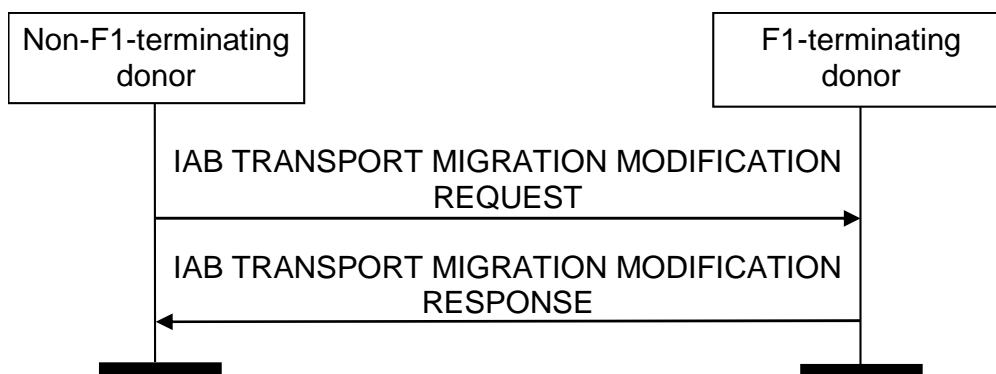 Non-F1-terminating
donor
F1-terminating
donor
IAB TRANSPORT MIGRATION MODIFICATION
REQUEST
IAB TRANSPORT MIGRATION MODIFICATION
RESPONSE